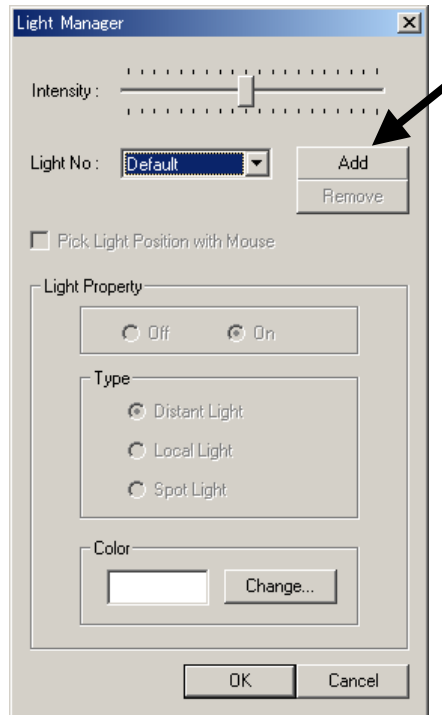 Light Manager
Intensity :
Light No : Default Add
Remove
Pick Light Position with Mouse
Light Property
Off On
Type
Distant Light
Local Light
Spot Light
Color
Change...
OK Cancel